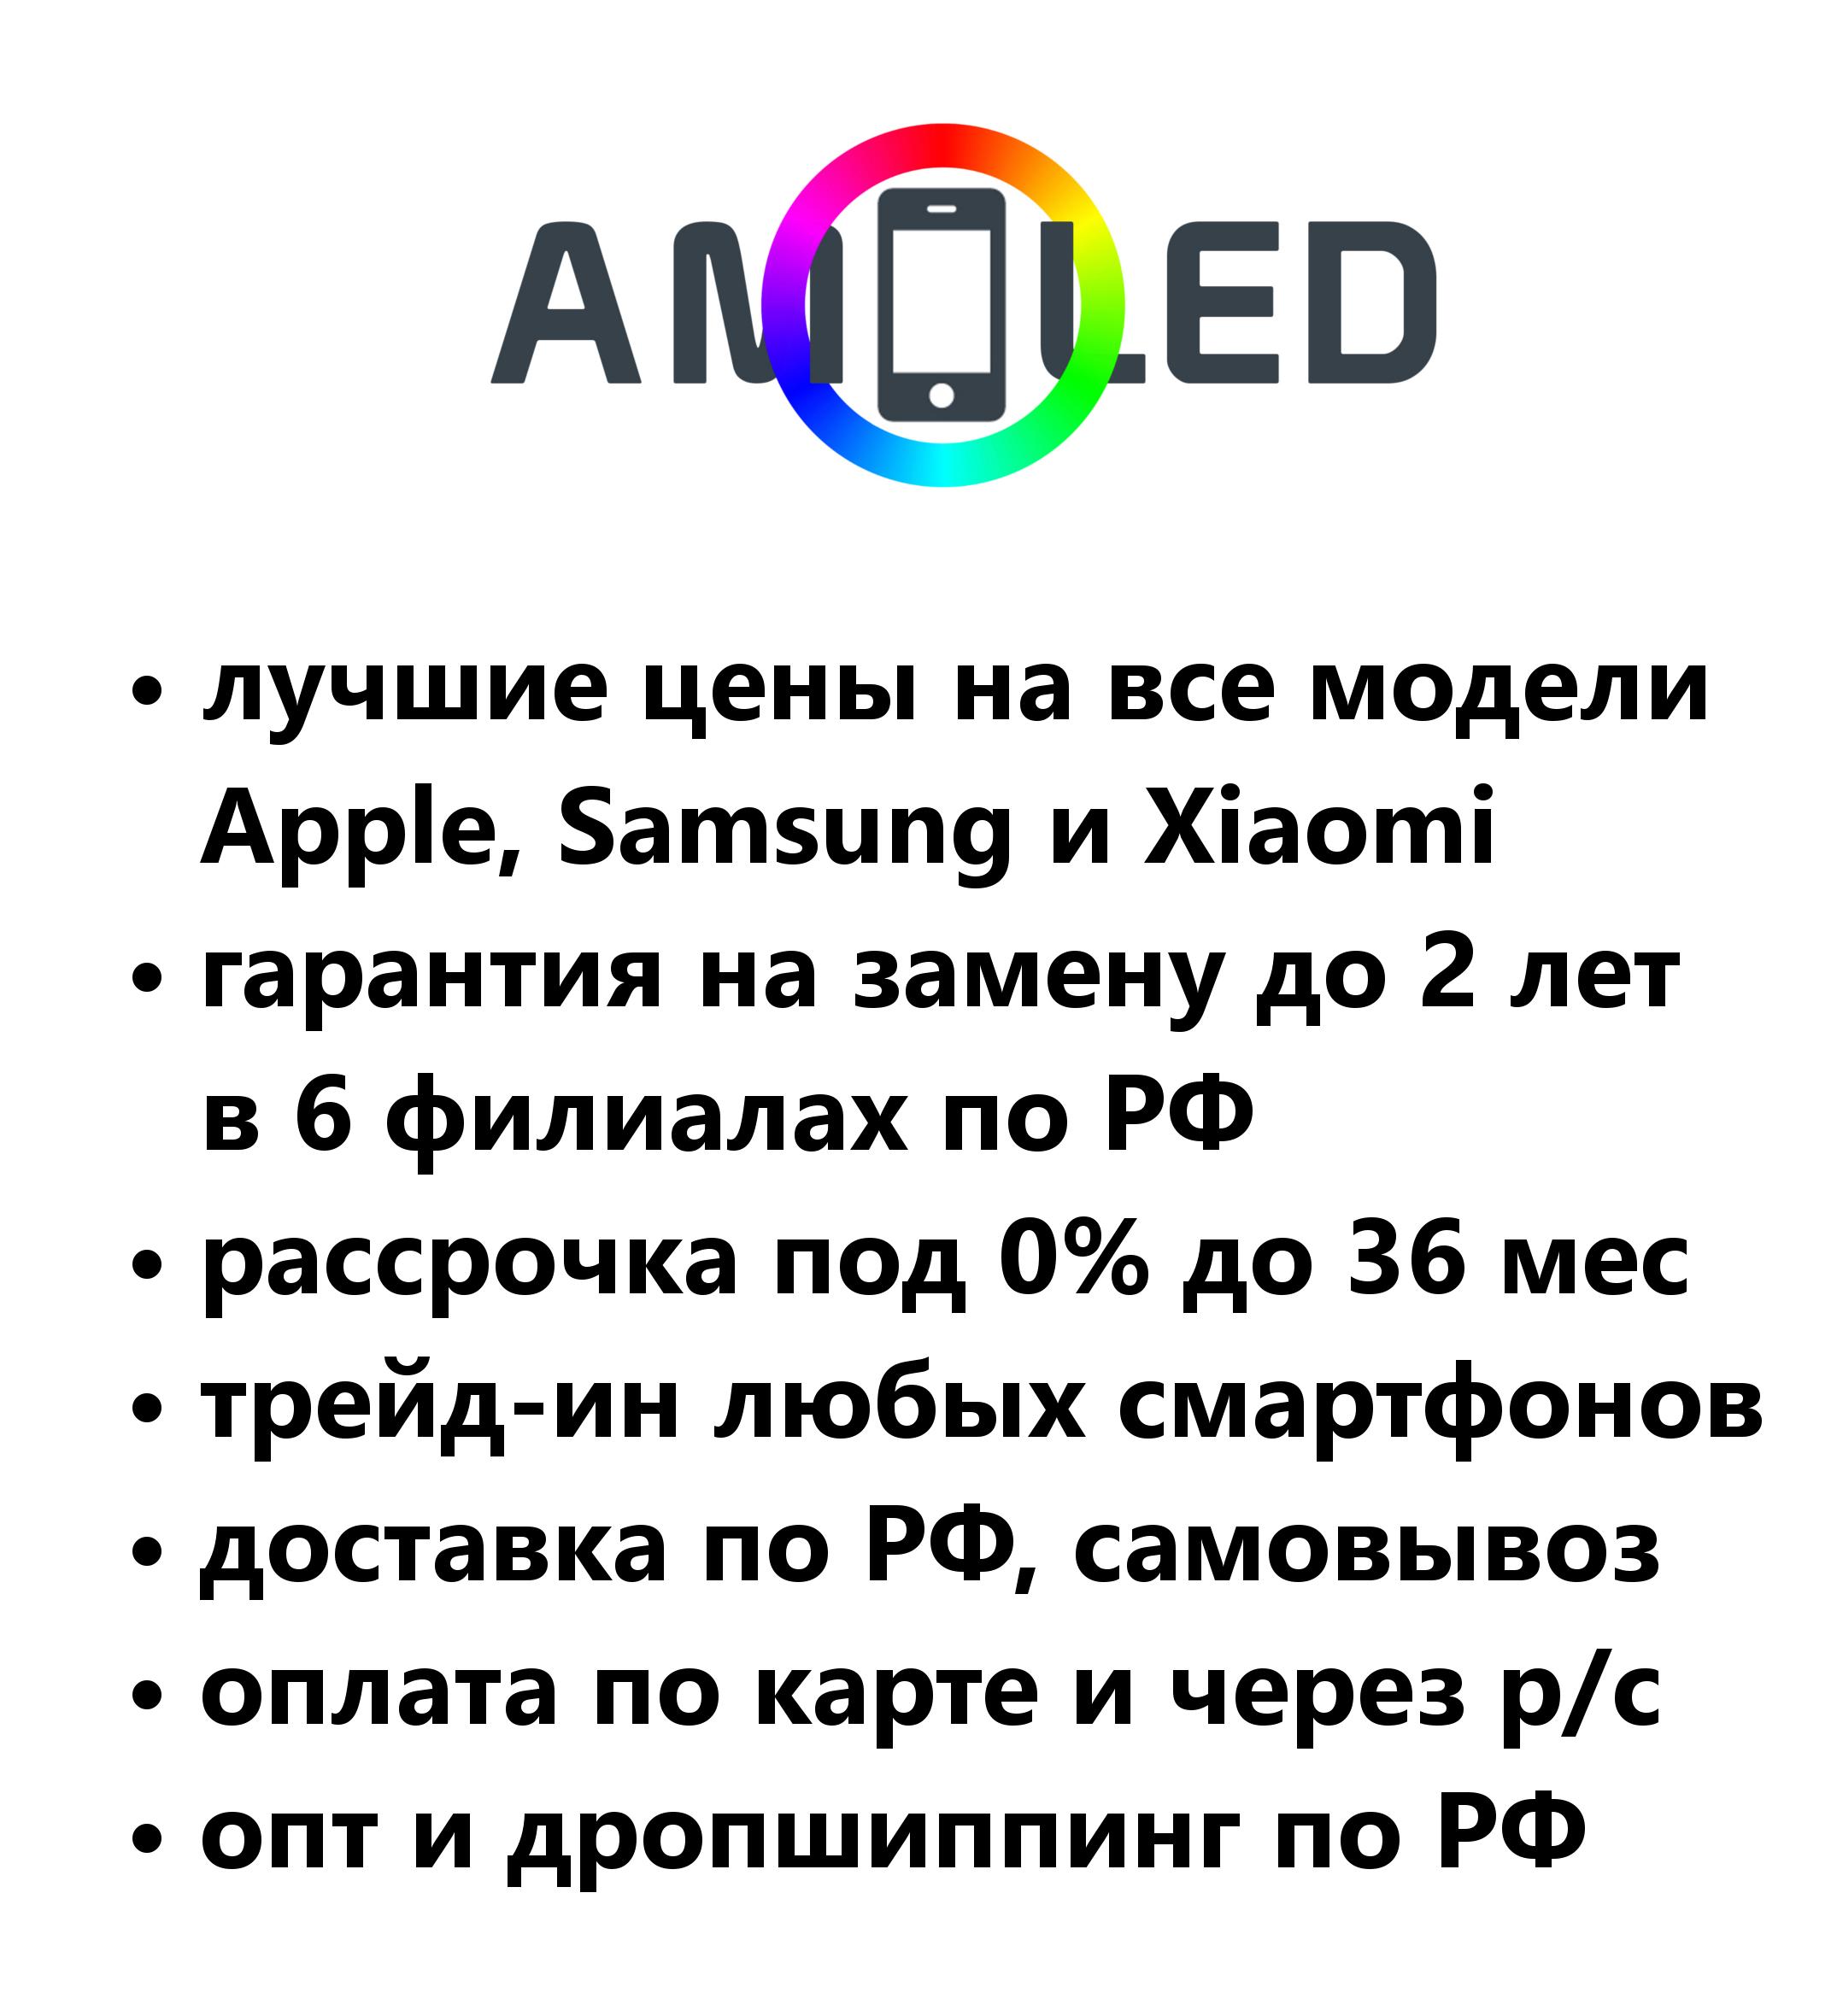 AMOLED
• лучшие цены на все модели
Apple, Samsung и Xiaomi
• гарантия на замену до 2 лет
в 6 филиалах по РФ
• рассрочка под 0% до 36 мес
• трейд-ин любых смартфонов
• доставка по РФ, самовывоз
• оплата по карте и через р/с
• опт и дропшиппинг по РФ